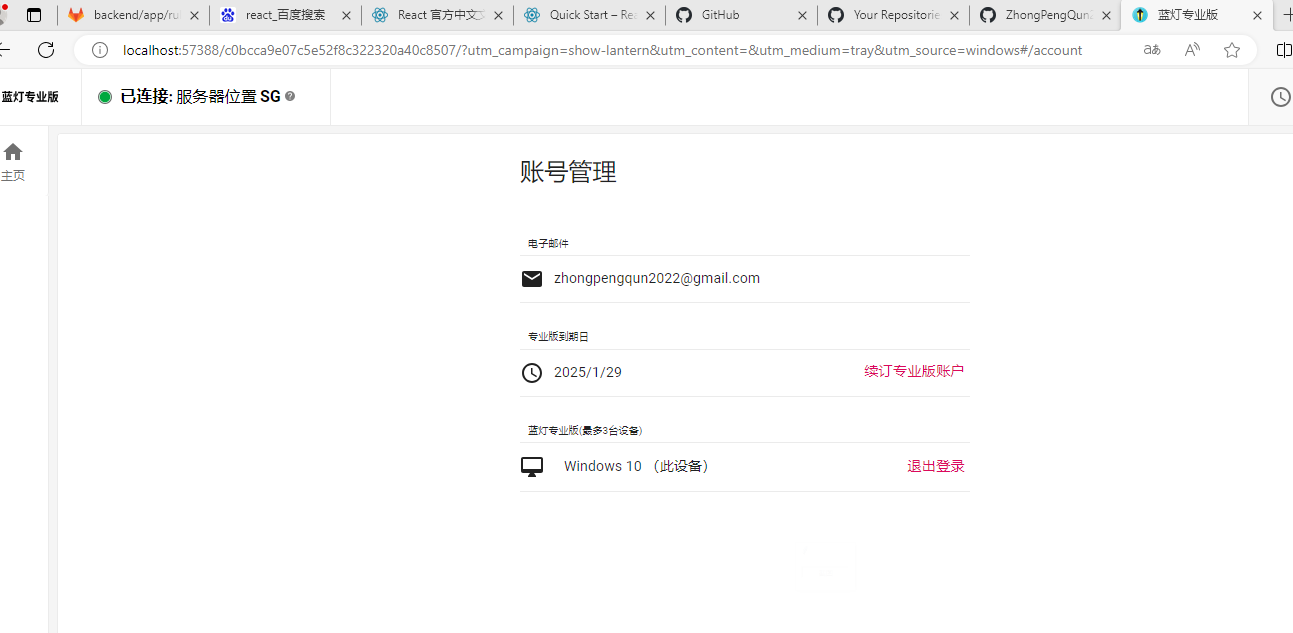 backend/app/ru
react_百度搜索
React 官方中文
Quick Start – Rea
GitHub
Your Repositorie
ZhongPengQun
蓝灯专业版
localhost:57388/c0bcca9e07c5e52f8c322320a40c8507/?utm_campaign=show-lantern&utm_content=&utm_medium=tray&utm_source=windows#/account
aあ
A
蓝灯专业版
已连接: 服务器位置 SG ?
主页
账号管理
电子邮件
zhongpengqun2022@gmail.com
专业版到期日
2025/1/29 续订专业版账户
蓝灯专业版(最多3台设备)
Windows 10 （此设备） 退出登录